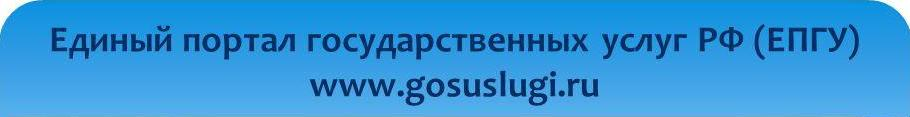 Единый портал государственных услуг РФ (ЕПГУ)
www.gosuslugi.ru